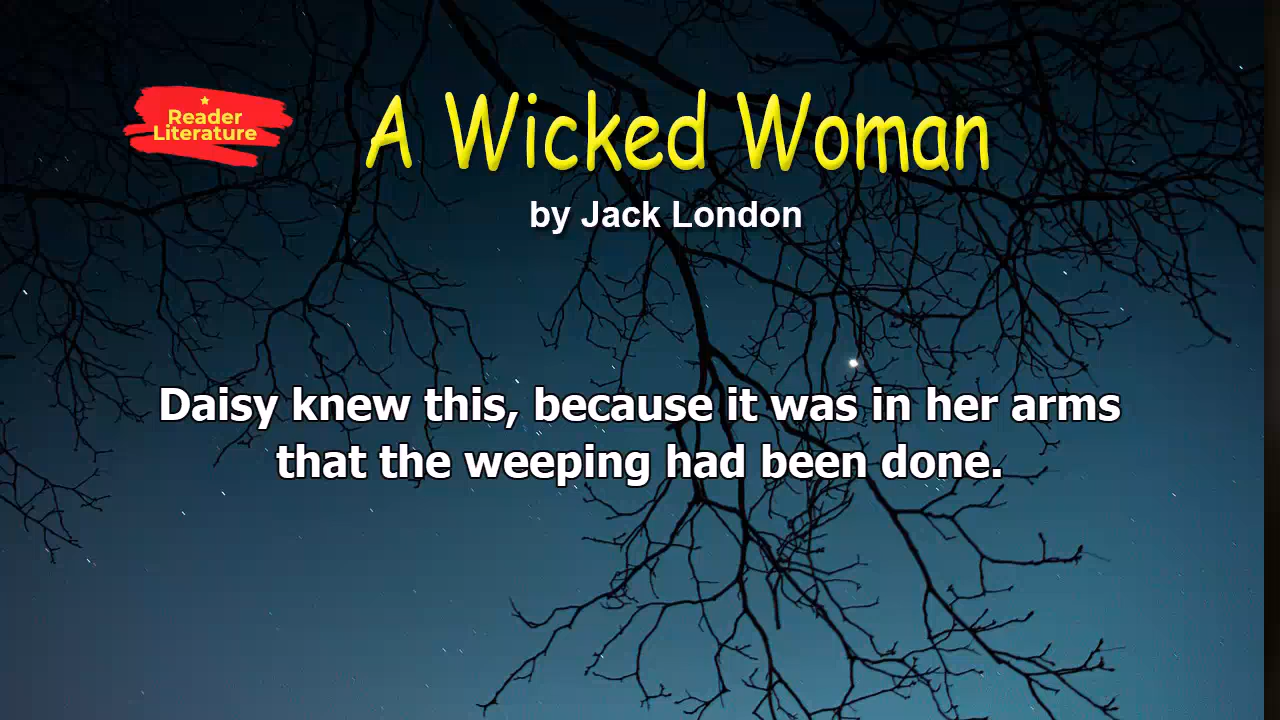 Reader
Literature
A Wicked Woman
by Jack London
Daisy knew this, because it was in her arms
that the weeping had been done.